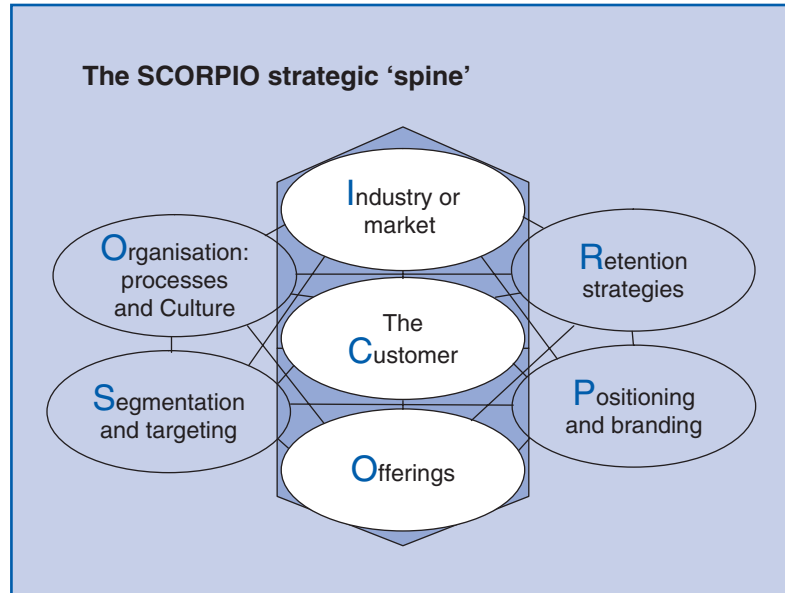 The SCORPIO strategic ‘spine’
Industry or
market
Organisation:
processes
and Culture
Retention
strategies
The
Customer
Segmentation
and targeting
Positioning
and branding
Offerings